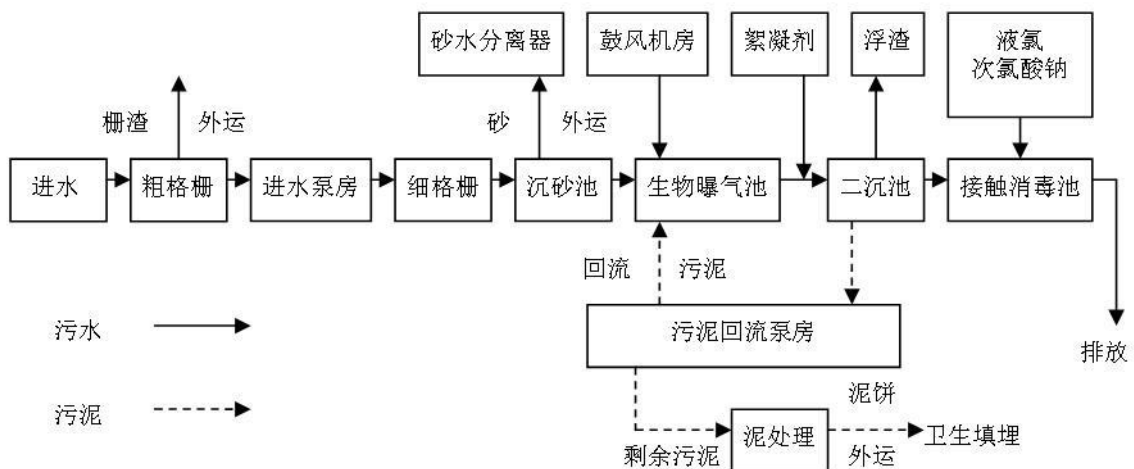 砂水分离器
鼓风机房
絮凝剂
浮渣
液氯
次氯酸钠
栅渣
外运
砂
外运
进水
粗格栅
进水泵房
细格栅
沉砂池
生物曝气池
二沉池
接触消毒池
回流
污泥
污水
污泥回流泵房
排放
污泥
泥饼
剩余污泥
泥处理
外运
卫生填埋